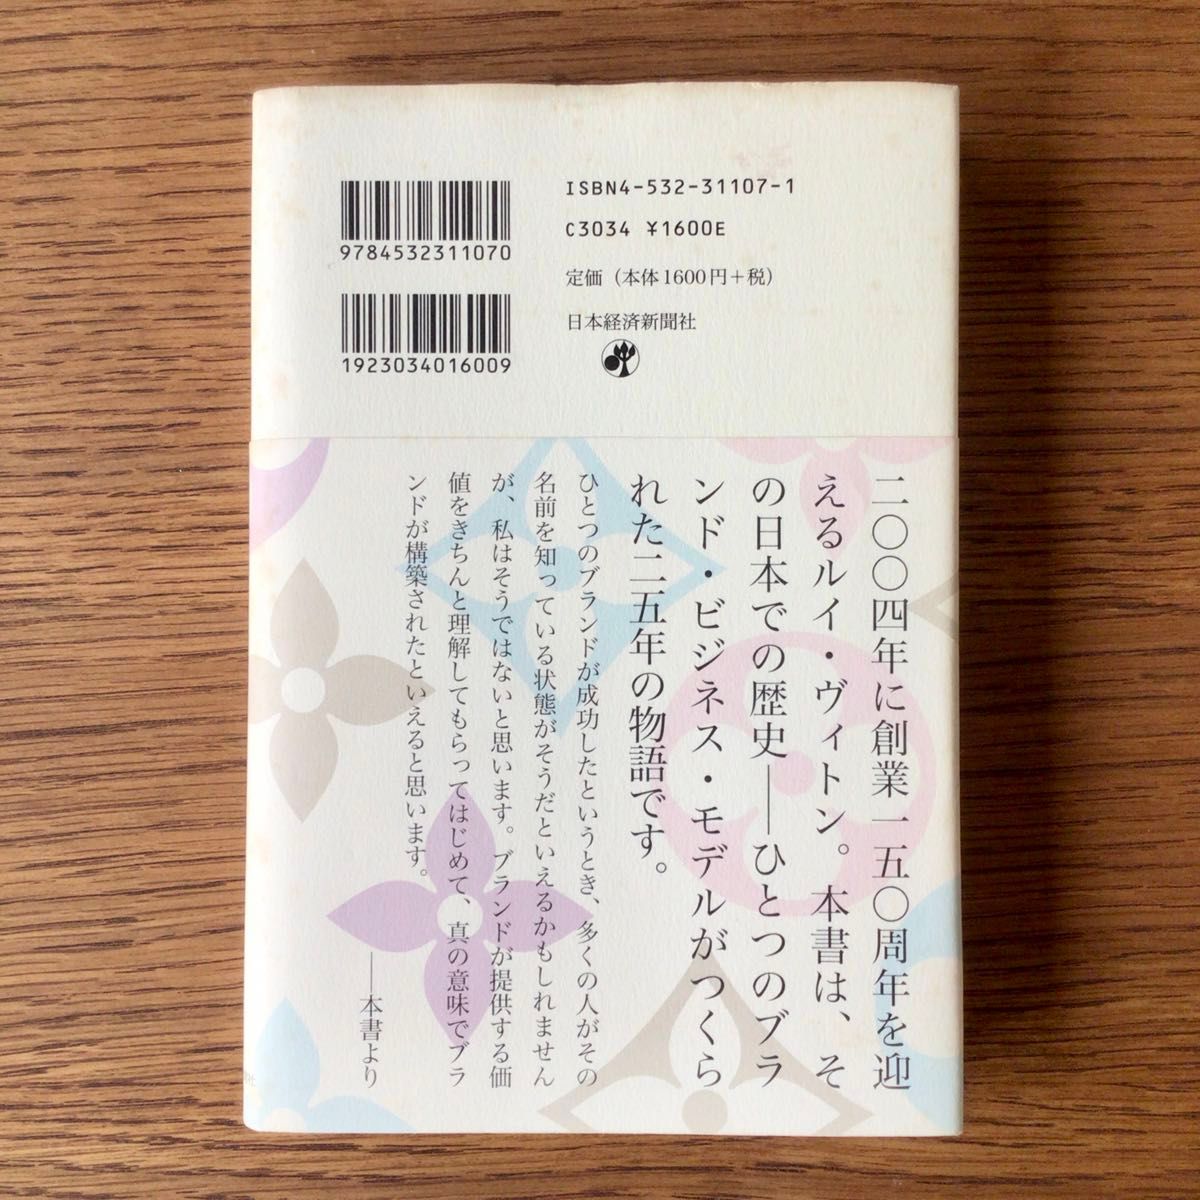 9784532311070
1923034016009
ISBN4-532-31107-1
C3034 ¥1600E
定価（本体1600円＋税）
日本経済新聞社
二〇〇四年に創業一五〇周年を迎
えるルイ・ヴィトン。本書は、そ
の日本での歴史――ひとつのブラ
ンド・ビジネス・モデルがつくら
れた二五年の物語です。
ひとつのブランドが成功したというとき、多くの人がその
名前を知っている状態がそうだといえるかもしれません
が、私はそうではないと思います。ブランドが提供する価
値をきちんと理解してもらってはじめて、真の意味でブラ
ンドが構築されたといえると思います。
――本書より